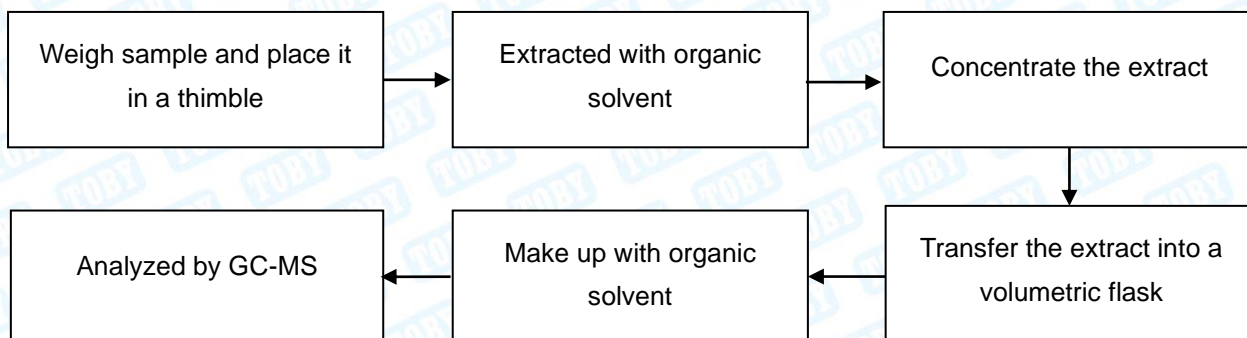 Weigh sample and place it
in a thimble
Extracted with organic
solvent
Concentrate the extract
Transfer the extract into a
volumetric flask
Make up with organic
solvent
Analyzed by GC-MS
TOBY